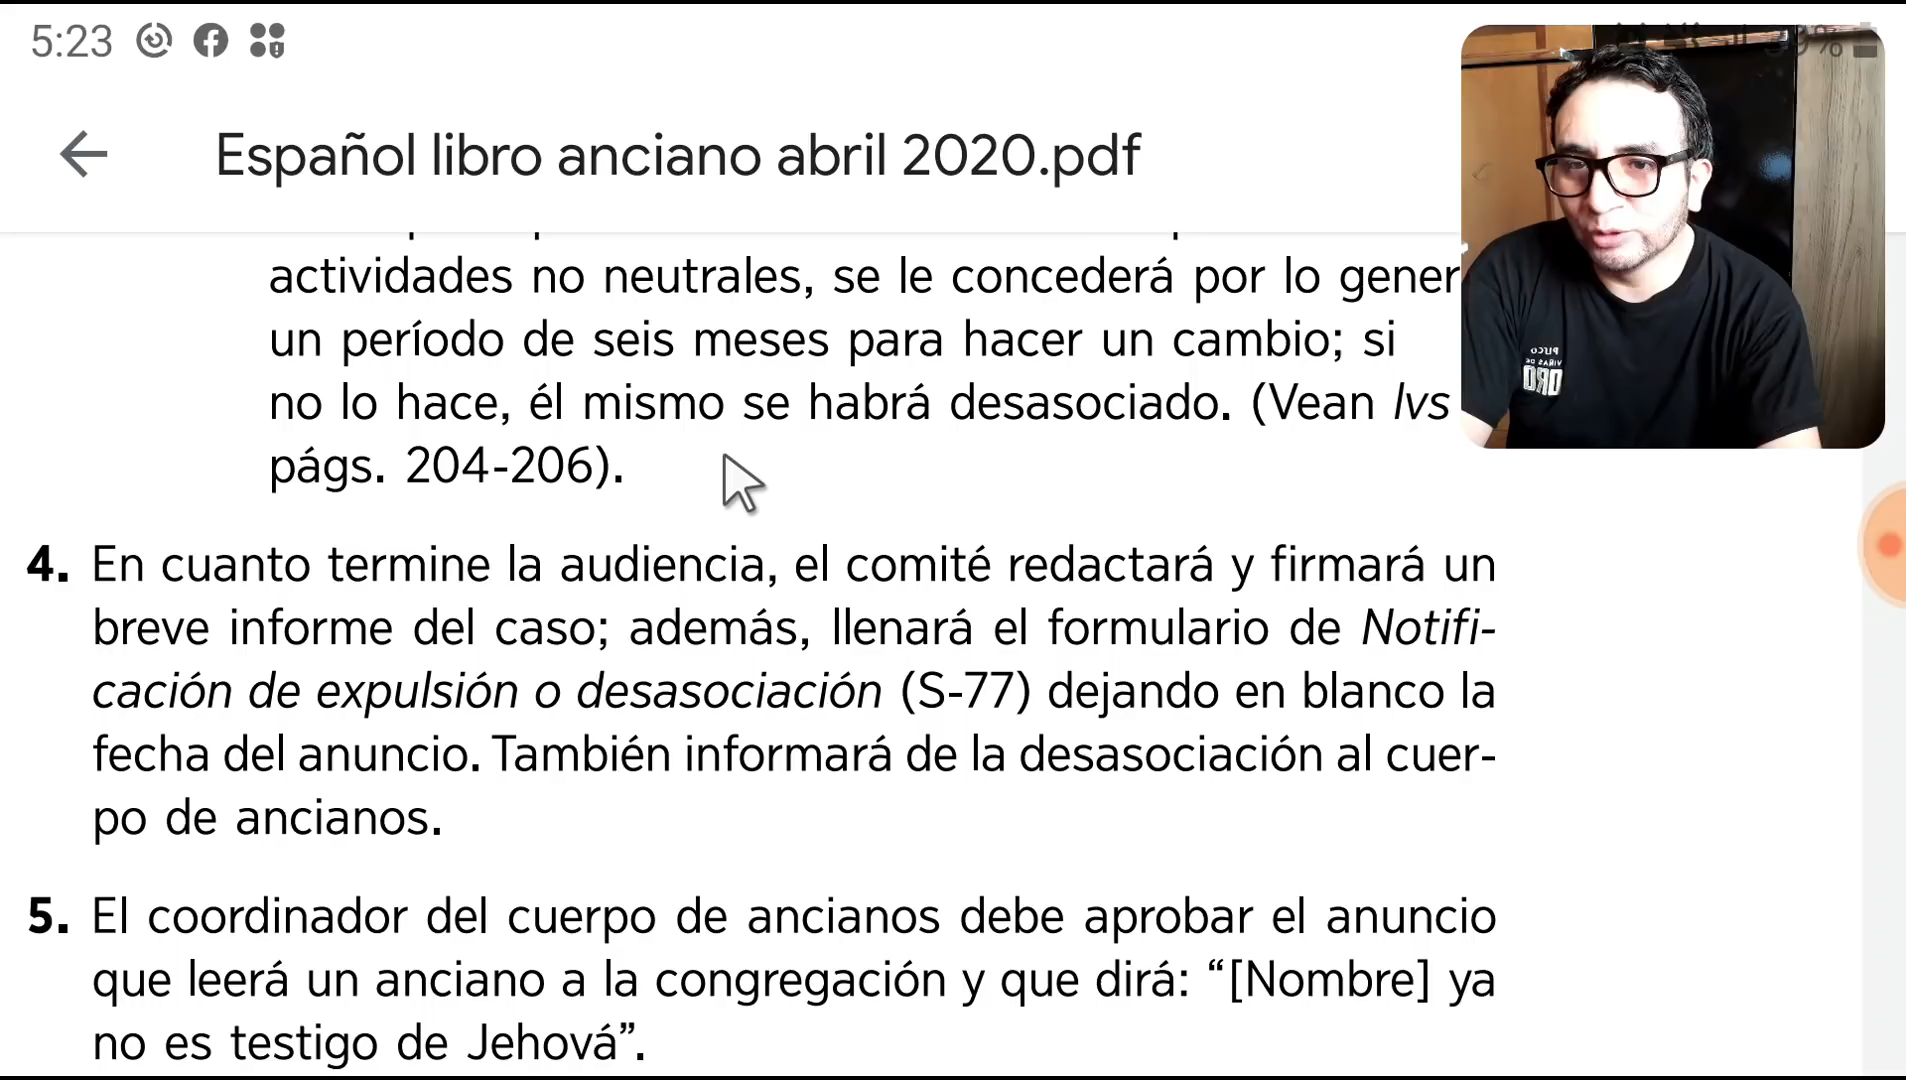 5:23
39%
Español libro anciano abril 2020.pdf
actividades no neutrales, se le concederá por lo gener
un período de seis meses para hacer un cambio; si
no lo hace, él mismo se habrá desasociado. (Vean lvs
págs. 204-206).
4. En cuanto termine la audiencia, el comité redactará y firmará un
breve informe del caso; además, llenará el formulario de Notifi-
cación de expulsión o desasociación (S-77) dejando en blanco la
fecha del anuncio. También informará de la desasociación al cuer-
po de ancianos.
5. El coordinador del cuerpo de ancianos debe aprobar el anuncio
que leerá un anciano a la congregación y que dirá: “[Nombre] ya
no es testigo de Jehová”.
PISCO
VIÑAS DE
ORO